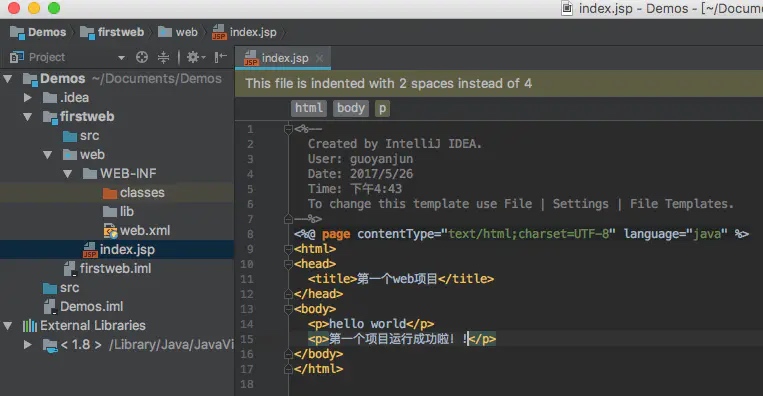 index.jsp - Demos - [~/Docum
Demos firstweb web index.jsp
Project
index.jsp
Demos ~/Documents/Demos
.idea
firstweb
src
web
WEB-INF
classes
lib
web.xml
index.jsp
firstweb.iml
src
Demos.iml
External Libraries
< 1.8 > /Library/Java/JavaVi
This file is indented with 2 spaces instead of 4
html body p
1 <%--
2 Created by IntelliJ IDEA.
3 User: guoyanjun
4 Date: 2017/5/26
5 Time: 下午4:43
6 To change this template use File | Settings | File Templates.
7 --%>
8 <%@ page contentType="text/html;charset=UTF-8" language="java" %>
9 <html>
10 <head>
11 <title>第一个web项目</title>
12 </head>
13 <body>
14 <p>hello world</p>
15 <p>第一个项目运行成功啦！!</p>
16 </body>
17 </html>
18